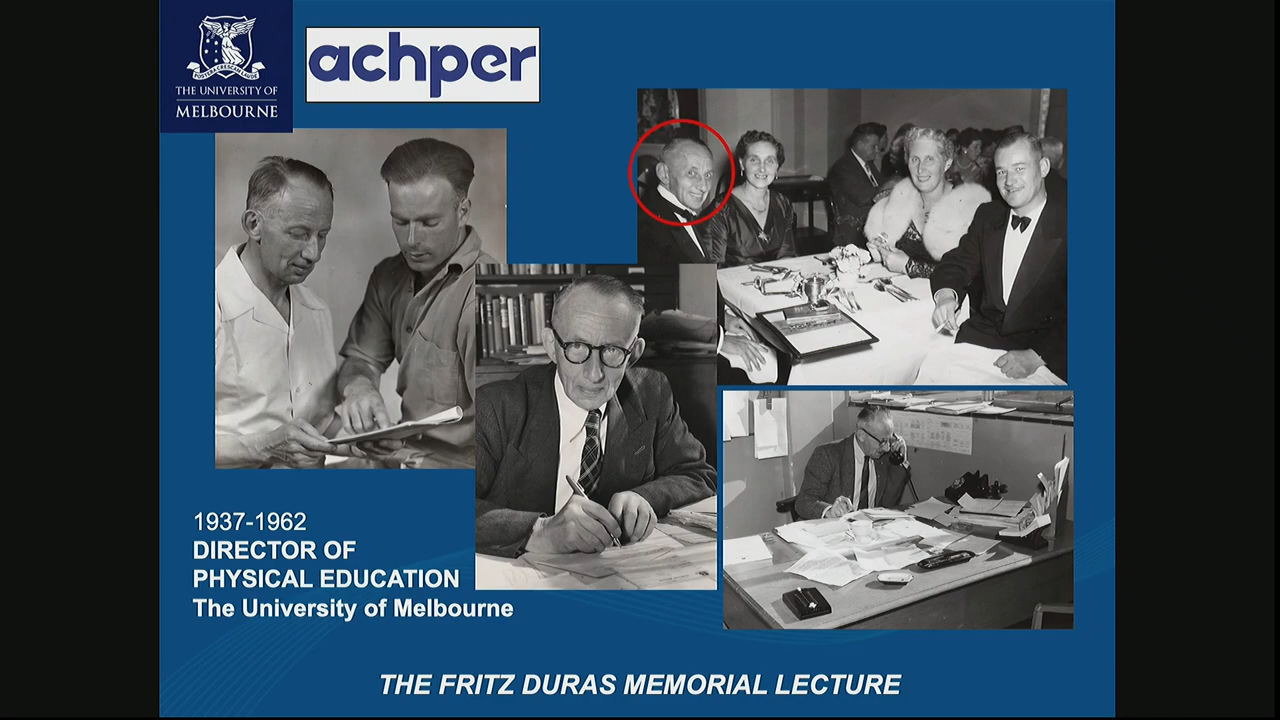 THE UNIVERSITY OF
MELBOURNE
achper
1937-1962
DIRECTOR OF
PHYSICAL EDUCATION
The University of Melbourne
THE FRITZ DURAS MEMORIAL LECTURE